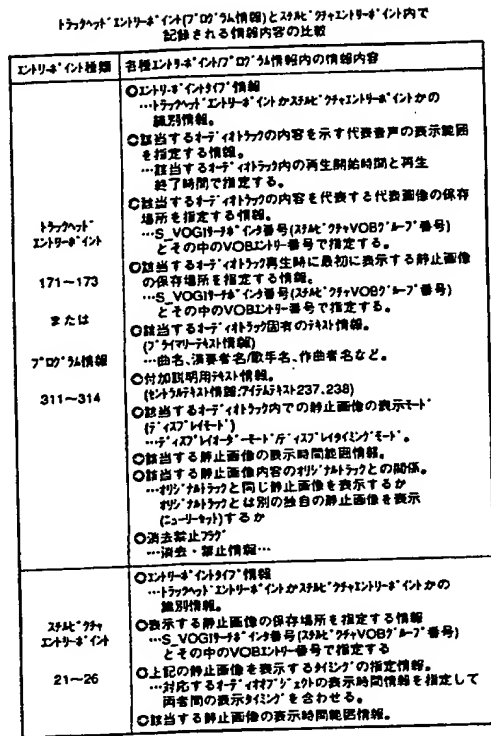 トラックヘッドエントリーポイント(プログラム情報)とスチルピクチャエントリーポイント内で
記録される情報内容の比較
エントリーポイント種類
各種エントリーポイント/プログラム情報内の情報内容
トラックヘッド
エントリーポイント
171〜173
または
プログラム情報
311〜314
○エントリーポイントタイプ情報
…トラックヘッドエントリーポイントかスチルピクチャエントリーポイントかの
識別情報。
○該当するオーディオトラックの内容を示す代表音声の表示範囲
を指定する情報。
…該当するオーディオトラック内の再生開始時間と再生
終了時間で指定する。
○該当するオーディオトラックの内容を代表する代表画像の保存
場所を指定する情報。
…S_VOGIサーチポインタ番号(スチルピクチャVOBグループ番号)
とその中のVOBエントリー番号で指定する。
○該当するオーディオトラック再生時に最初に表示する静止画像
の保存場所を指定する情報。
…S_VOGIサーチポインタ番号(スチルピクチャVOBグループ番号)
とその中のVOBエントリー番号で指定する。
○該当するオーディオトラック固有のテキスト情報。
(プライマリーテキスト情報)
…曲名、演奏者名/歌手名、作曲者名など。
○付加説明用テキスト情報。
(セントラルテキスト情報:アイテムテキスト237、238)
○該当するオーディオトラック内での静止画像の表示モード
(ディスプレイモード)
…ディスプレイオーダーモード/ディスプレイタイミングモード。
○該当する静止画像の表示時間範囲情報。
○該当する静止画像内容のオリジナルトラックとの関係。
…オリジナルトラックと同じ静止画像を表示するか
オリジナルトラックとは別の独自の静止画像を表示
(ニューリーセット)するか
○消去禁止フラグ
…消去・禁止情報…
スチルピクチャ
エントリーポイント
21〜26
○エントリーポイントタイプ情報
…トラックヘッドエントリーポイントかスチルピクチャエントリーポイントかの
識別情報。
○表示する静止画像の保存場所を指定する情報
…S_VOGIサーチポインタ番号(スチルピクチャVOBグループ番号)
とその中のVOBエントリー番号で指定する
○上記の静止画像を表示するタイミングの指定情報。
…対応するオーディオオブジェクトの表示時間情報を指定して
両者間の表示タイミングを合わせる。
○該当する静止画像の表示時間範囲情報。